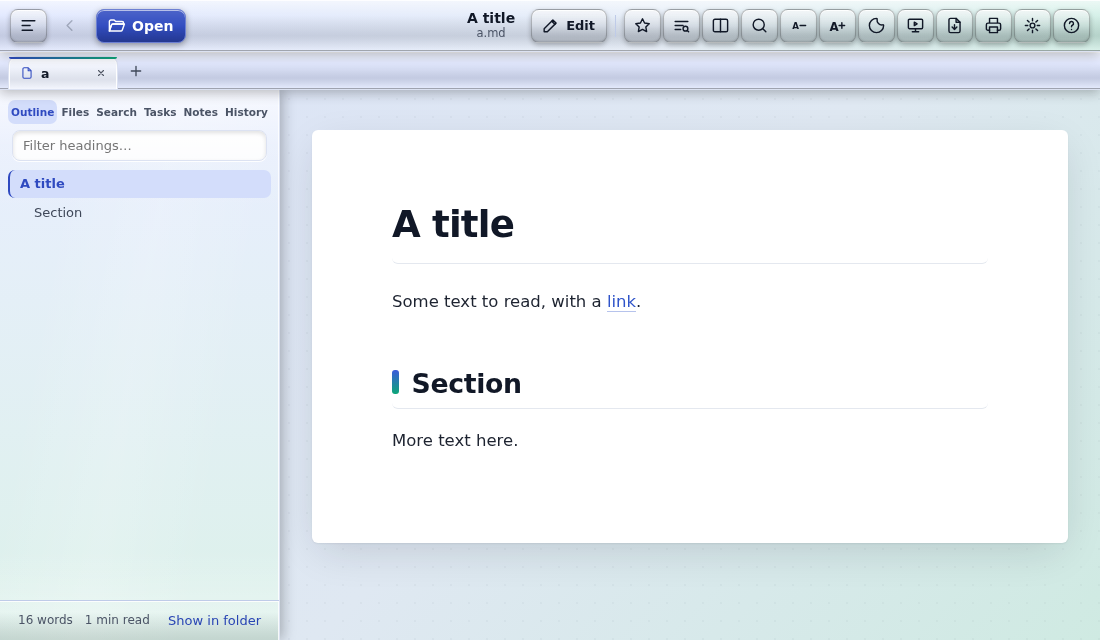 Open
A title
a.md
Edit
A−
A+
a
Outline Files Search Tasks Notes History
Filter headings...
A title
Section
A title
Some text to read, with a link.
Section
More text here.
16 words 1 min read Show in folder